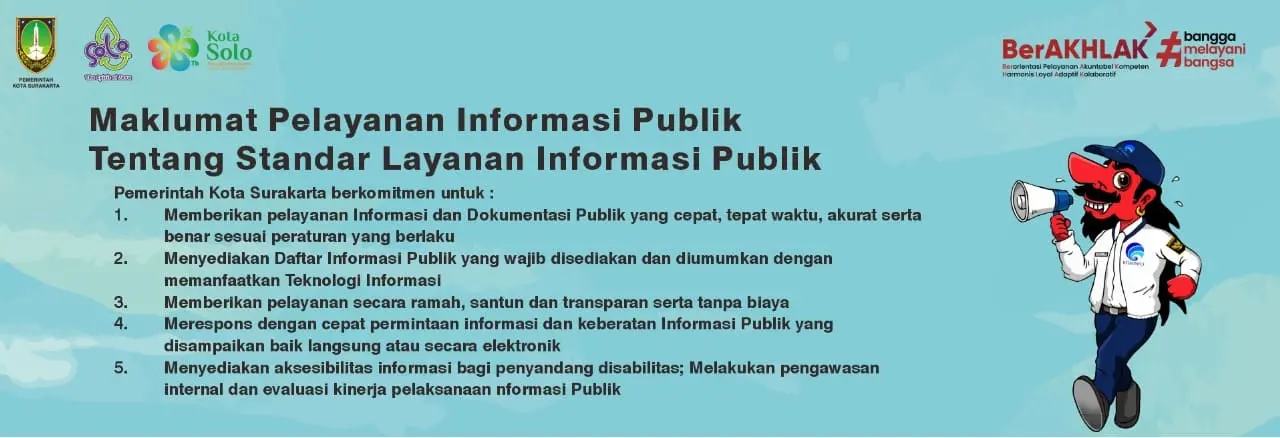 PEMERINTAH
KOTA SURAKARTA
Solo
Kota
Solo
Th
BerAKHLAK
Berorientasi Pelayanan Akuntabel Kompeten
Harmonis Loyal Adaptif Kolaboratif
#bangga
melayani
bangsa
Maklumat Pelayanan Informasi Publik
Tentang Standar Layanan Informasi Publik
Pemerintah Kota Surakarta berkomitmen untuk :
1. Memberikan pelayanan Informasi dan Dokumentasi Publik yang cepat, tepat waktu, akurat serta
benar sesuai peraturan yang berlaku
2. Menyediakan Daftar Informasi Publik yang wajib disediakan dan diumumkan dengan
memanfaatkan Teknologi Informasi
3. Memberikan pelayanan secara ramah, santun dan transparan serta tanpa biaya
4. Merespons dengan cepat permintaan informasi dan keberatan Informasi Publik yang
disampaikan baik langsung atau secara elektronik
5. Menyediakan aksesibilitas informasi bagi penyandang disabilitas; Melakukan pengawasan
internal dan evaluasi kinerja pelaksanaan nformasi Publik